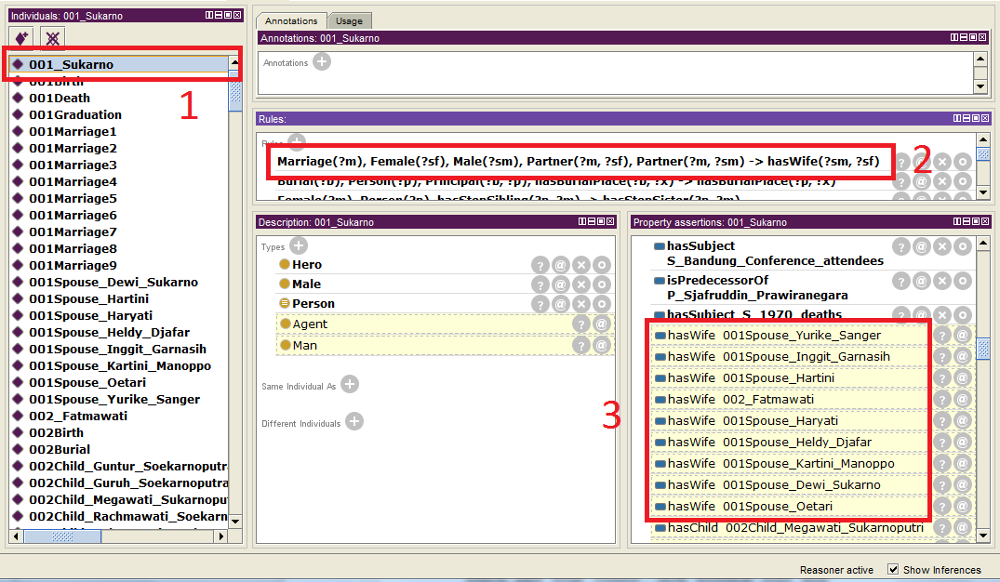 Individuals: 001_Sukarno
001_Sukarno
001Birth
001Death
001Graduation
001Marriage1
001Marriage2
001Marriage3
001Marriage4
001Marriage5
001Marriage6
001Marriage7
001Marriage8
001Marriage9
001Spouse_Dewi_Sukarno
001Spouse_Hartini
001Spouse_Haryati
001Spouse_Heldy_Djafar
001Spouse_Inggit_Garnasih
001Spouse_Kartini_Manoppo
001Spouse_Oetari
001Spouse_Yurike_Sanger
002_Fatmawati
002Birth
002Burial
002Child_Guntur_Soekarnoputr
002Child_Guruh_Soekarnoputra
002Child_Megawati_Sukarnoput
002Child_Rachmawati_Soekarn
1
Annotations Usage
Annotations: 001_Sukarno
Annotations
Rules:
Rules
Marriage(?m), Female(?sf), Male(?sm), Partner(?m, ?sf), Partner(?m, ?sm) -> hasWife(?sm, ?sf)
Burial(?b), Person(?p), Principal(?b, ?p), hasBurialPlace(?b, ?x) -> hasBurialPlace(?p, ?x)
Female(?m), Person(?p), hasStepSibling(?p, ?m) -> hasStepSister(?p, ?m)
2
Description: 001_Sukarno
Types
Hero
Male
Person
Agent
Man
Same Individual As
Different Individuals
Property assertions: 001_Sukarno
hasSubject
S_Bandung_Conference_attendees
isPredecessorOf
P_Sjafruddin_Prawiranegara
hasSubject S_1970_deaths
hasWife 001Spouse_Yurike_Sanger
hasWife 001Spouse_Inggit_Garnasih
hasWife 001Spouse_Hartini
hasWife 002_Fatmawati
hasWife 001Spouse_Haryati
hasWife 001Spouse_Heldy_Djafar
hasWife 001Spouse_Kartini_Manoppo
hasWife 001Spouse_Dewi_Sukarno
hasWife 001Spouse_Oetari
hasChild 002Child_Megawati_Sukarnoputri
3
Reasoner active Show Inferences